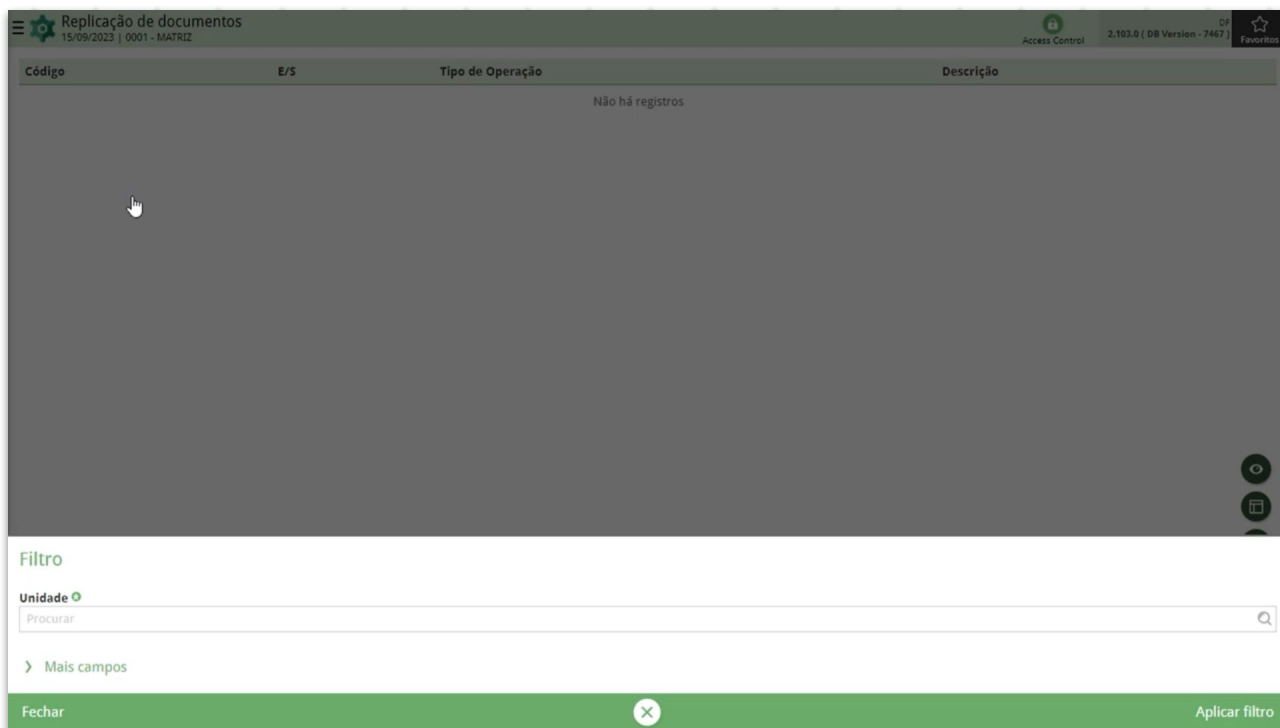 Replicação de documentos
15/09/2023 | 0001 - MATRIZ
Access Control
DF
2.103.0 ( DB Version - 7467 )
Favoritos
Código E/S Tipo de Operação Descrição
Não há registros
Filtro
Unidade
Procurar
Mais campos
Fechar Aplicar filtro